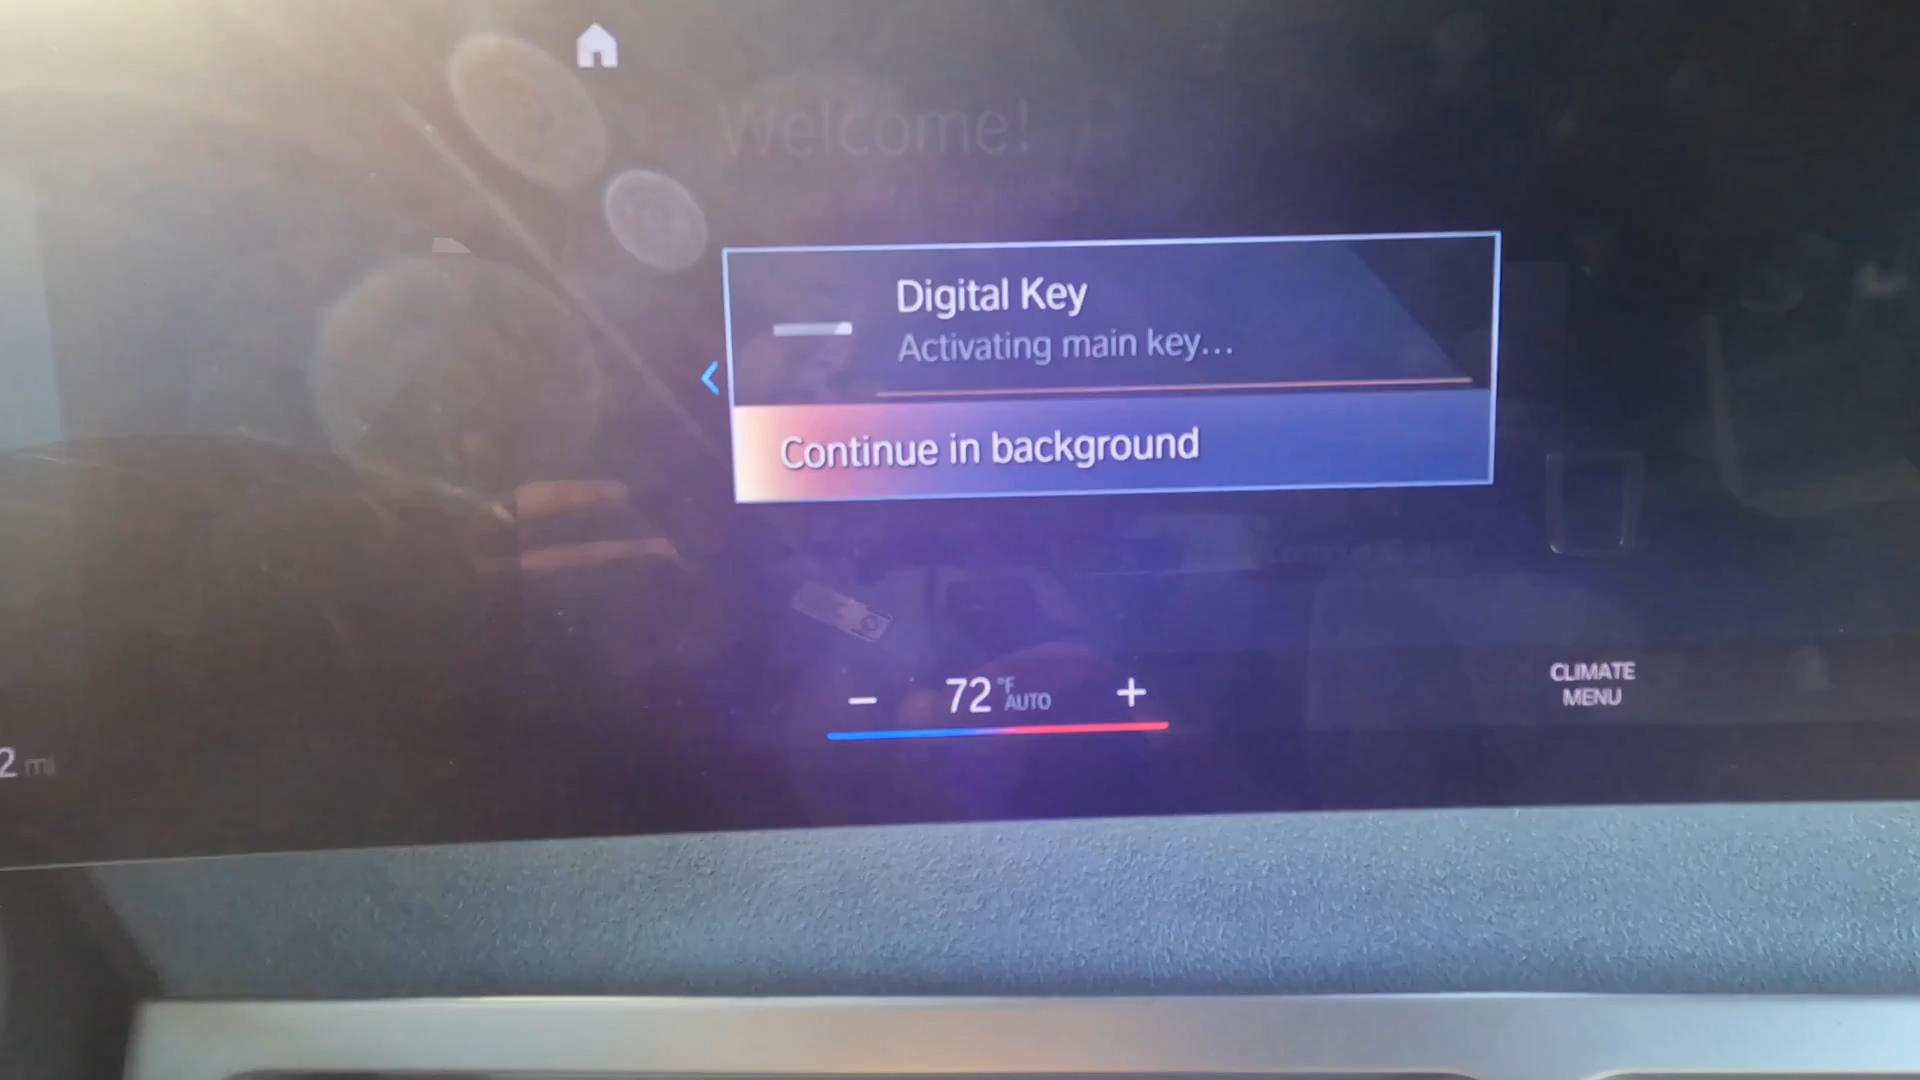 Welcome!
Digital Key
Activating main key...
Continue in background
72 °F AUTO
CLIMATE
MENU
2 mi